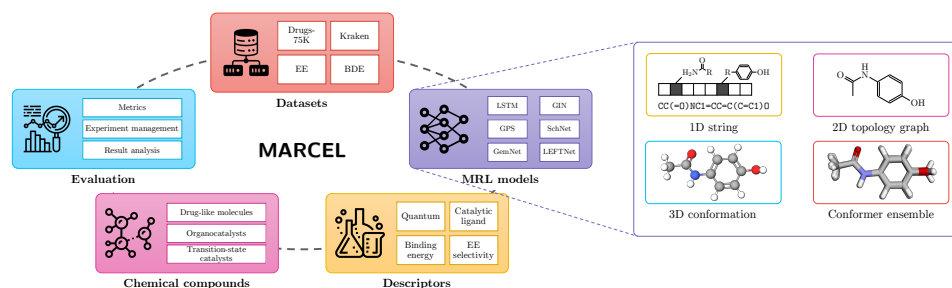 Drugs-
75K
Kraken
EE
BDE
Datasets
Metrics
Experiment management
Result analysis
Evaluation
MARCEL
LSTM
GIN
GPS
SchNet
GemNet
LEFTNet
MRL models
Drug-like molecules
Organocatalysts
Transition-state
catalysts
Chemical compounds
Quantum
Catalytic
ligand
Binding
energy
EE
selectivity
Descriptors
O
H₂N
R
R
OH
CC(=O)NC1=CC=C(C=C1)O
1D string
H
N
O
OH
2D topology graph
3D conformation
Conformer ensemble